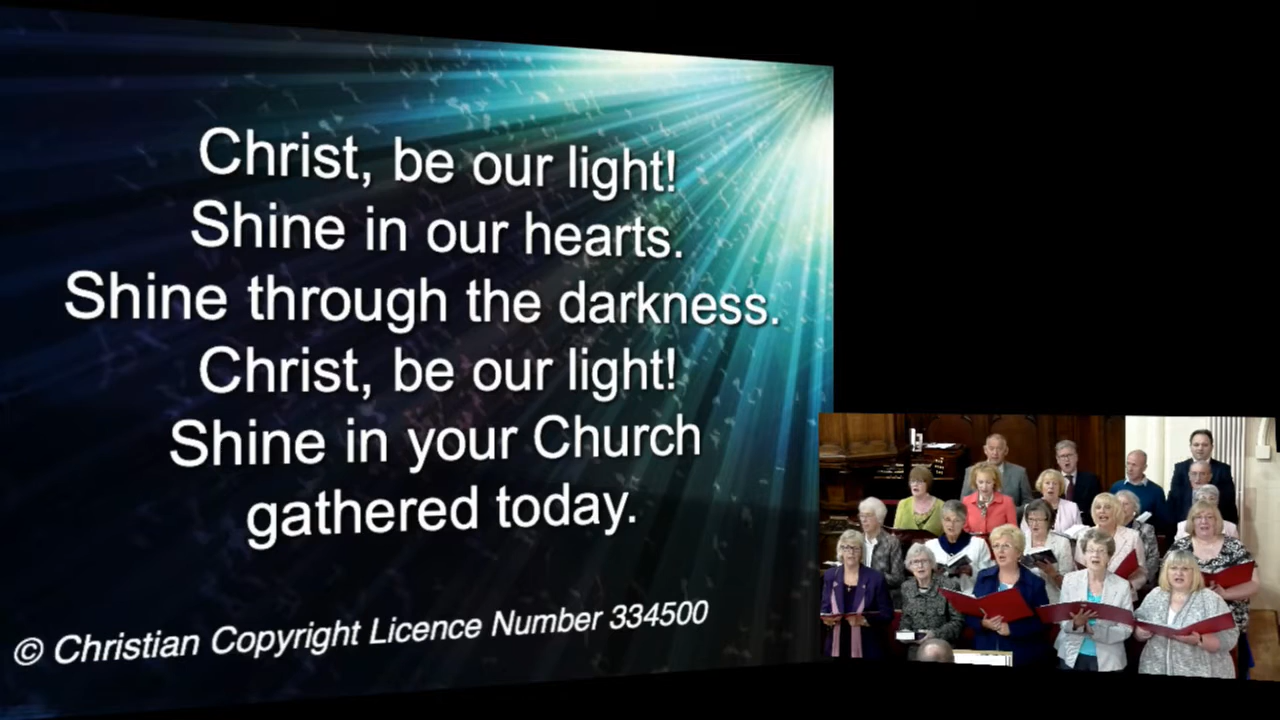 Christ, be our light!
Shine in our hearts.
Shine through the darkness.
Christ, be our light!
Shine in your Church
gathered today.
© Christian Copyright Licence Number 334500